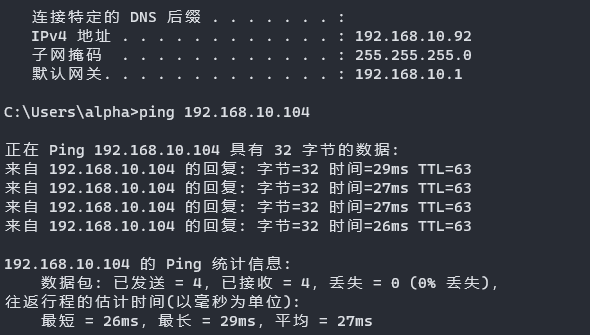 连接特定的 DNS 后缀 . . . . . . . :
IPv4 地址 . . . . . . . . . . . . : 192.168.10.92
子网掩码  . . . . . . . . . . . . : 255.255.255.0
默认网关. . . . . . . . . . . . . : 192.168.10.1
C:\Users\alpha>ping 192.168.10.104
正在 Ping 192.168.10.104 具有 32 字节的数据:
来自 192.168.10.104 的回复: 字节=32 时间=29ms TTL=63
来自 192.168.10.104 的回复: 字节=32 时间=27ms TTL=63
来自 192.168.10.104 的回复: 字节=32 时间=27ms TTL=63
来自 192.168.10.104 的回复: 字节=32 时间=26ms TTL=63
192.168.10.104 的 Ping 统计信息:
数据包: 已发送 = 4，已接收 = 4，丢失 = 0 (0% 丢失)，
往返行程的估计时间(以毫秒为单位):
最短 = 26ms，最长 = 29ms，平均 = 27ms